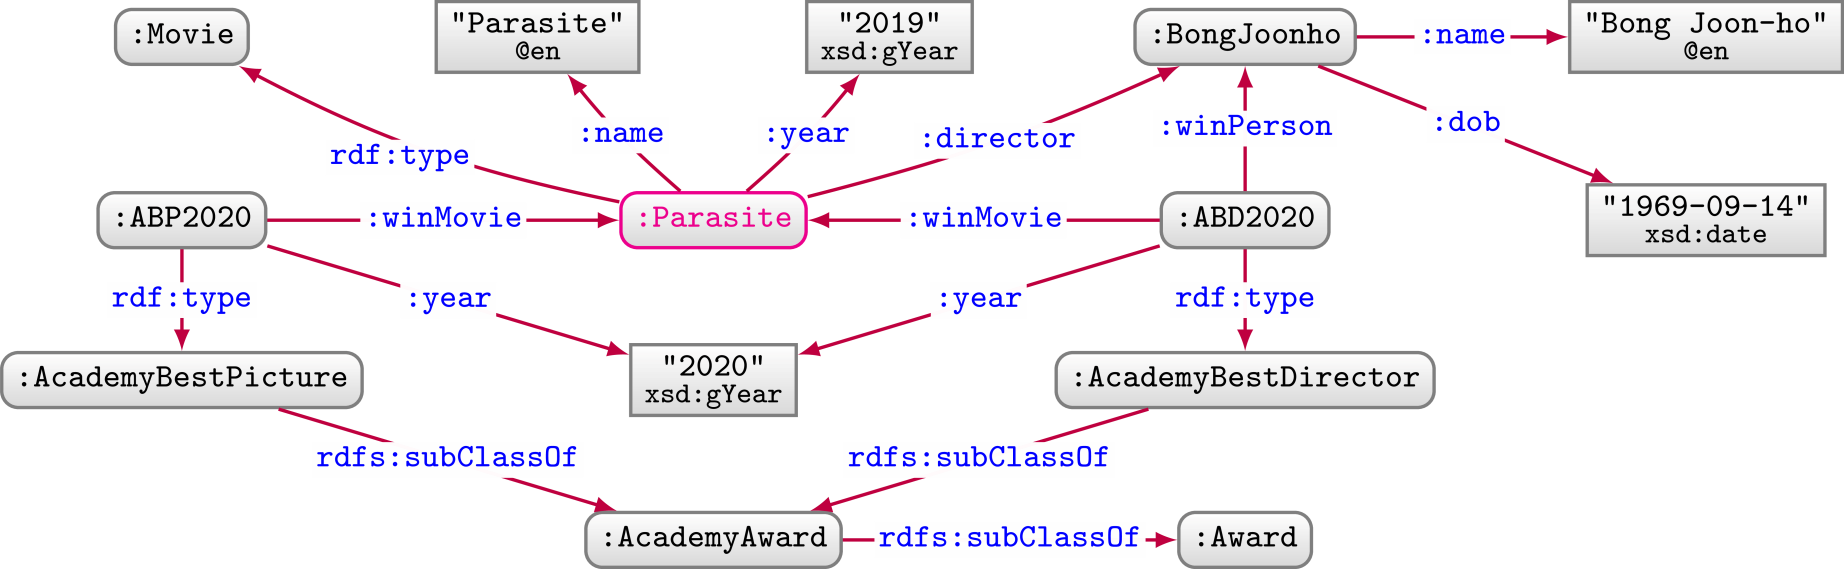 :Movie
"Parasite"
@en
"2019"
xsd:gYear
:BongJoonho
:name
"Bong Joon-ho"
@en
rdf:type
:name
:year
:director
:winPerson
:dob
:ABP2020
:winMovie
:Parasite
:winMovie
:ABD2020
"1969-09-14"
xsd:date
rdf:type
:year
:year
rdf:type
:AcademyBestPicture
"2020"
xsd:gYear
:AcademyBestDirector
rdfs:subClassOf
rdfs:subClassOf
:AcademyAward
rdfs:subClassOf
:Award